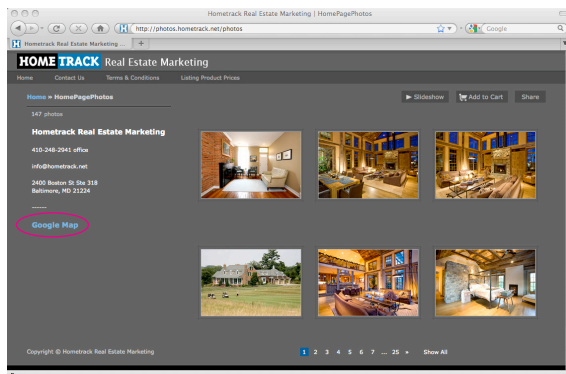 Hometrack Real Estate Marketing | HomePagePhotos
http://photos.hometrack.net/photos
Google
Hometrack Real Estate Marketing ...
HOME TRACK Real Estate Marketing
Home Contact Us Terms & Conditions Listing Product Prices
Home » HomePagePhotos
Slideshow Add to Cart Share
147 photos
Hometrack Real Estate Marketing
410-248-2941 office
info@hometrack.net
2400 Boston St Ste 318
Baltimore, MD 21224
-------
Google Map
Copyright © Hometrack Real Estate Marketing
1 2 3 4 5 6 7 ... 25 » Show All